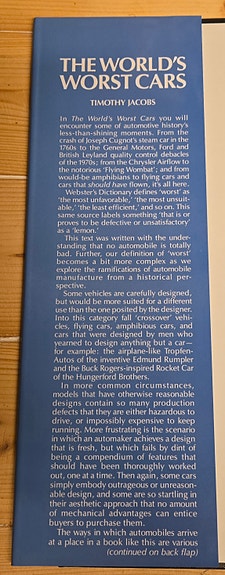 THE WORLD'S
WORST CARS
TIMOTHY JACOBS
In The World's Worst Cars you will
encounter some of automotive history's
less-than-shining moments. From the
crash of Joseph Cugnot's steam car in the
1760s to the General Motors, Ford and
British Leyland quality control debacles
of the 1970s; from the Chrysler Airflow to
the notorious 'Flying Wombat'; and from
would-be amphibians to flying cars and
cars that should have flown, it's all here.
Webster's Dictionary defines 'worst' as
'the most unfavorable,' 'the most unsuit-
able,' 'the least efficient,' and so on. This
same source labels something 'that is or
proves to be defective or unsatisfactory'
as a 'lemon.'
This text was written with the under-
standing that no automobile is totally
bad. Further, our definition of 'worst'
becomes a bit more complex as we
explore the ramifications of automobile
manufacture from a historical per-
spective.
Some vehicles are carefully designed,
but would be more suited for a different
use than the one posited by the designer.
Into this category fall 'crossover' vehi-
cles, flying cars, amphibious cars, and
cars that were designed by men who
yearned to design anything but a car—
for example: the airplane-like Tropfen-
Autos of the inventive Edmund Rumpler
and the Buck Rogers-inspired Rocket Car
of the Hungerford Brothers.
In more common circumstances,
models that have otherwise reasonable
designs contain so many production
defects that they are either hazardous to
drive, or impossibly expensive to keep
running. More frustrating is the scenario
in which an automaker achieves a design
that is fresh, but which fails by dint of
being a compendium of features that
should have been thoroughly worked
out, one at a time. Then again, some cars
simply embody outrageous or unreason-
able design, and some are so startling in
their aesthetic approach that no amount
of mechanical advantages can entice
buyers to purchase them.
The ways in which automobiles arrive
at a place in a book like this are various
(continued on back flap)